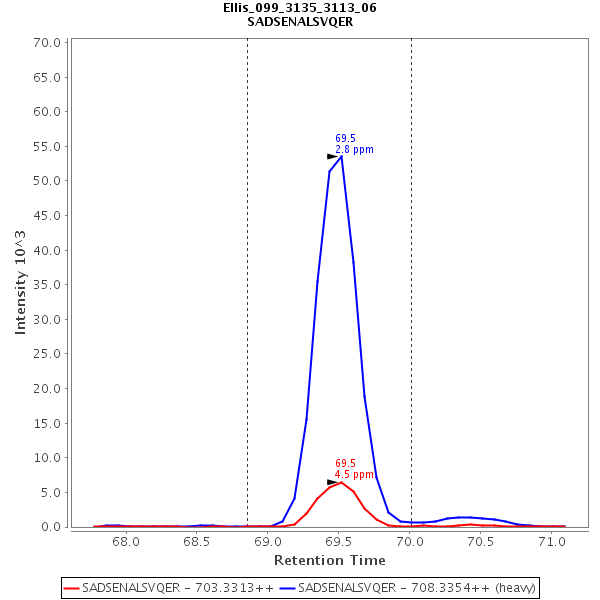 Ellis_099_3135_3113_06
SADSENALSVQER
70.0
65.0
60.0
55.0
50.0
45.0
40.0
35.0
30.0
25.0
20.0
15.0
10.0
5.0
0.0
Intensity 10^3
69.5
2.8 ppm
69.5
4.5 ppm
68.0 68.5 69.0 69.5 70.0 70.5 71.0
Retention Time
SADSENALSVQER - 703.3313++ SADSENALSVQER - 708.3354++ (heavy)